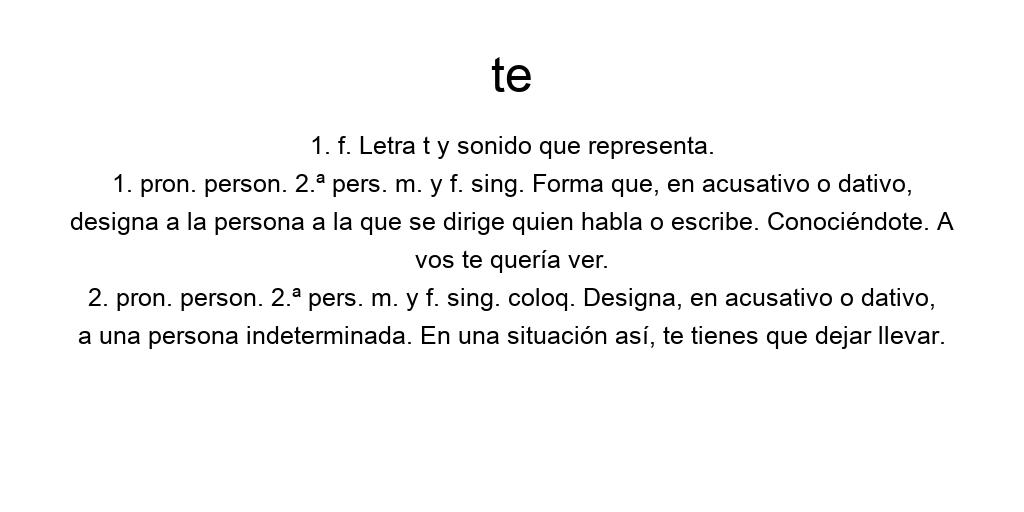 te
1. f. Letra t y sonido que representa.
1. pron. person. 2.ª pers. m. y f. sing. Forma que, en acusativo o dativo,
designa a la persona a la que se dirige quien habla o escribe. Conociéndote. A
vos te quería ver.
2. pron. person. 2.ª pers. m. y f. sing. coloq. Designa, en acusativo o dativo,
a una persona indeterminada. En una situación así, te tienes que dejar llevar.